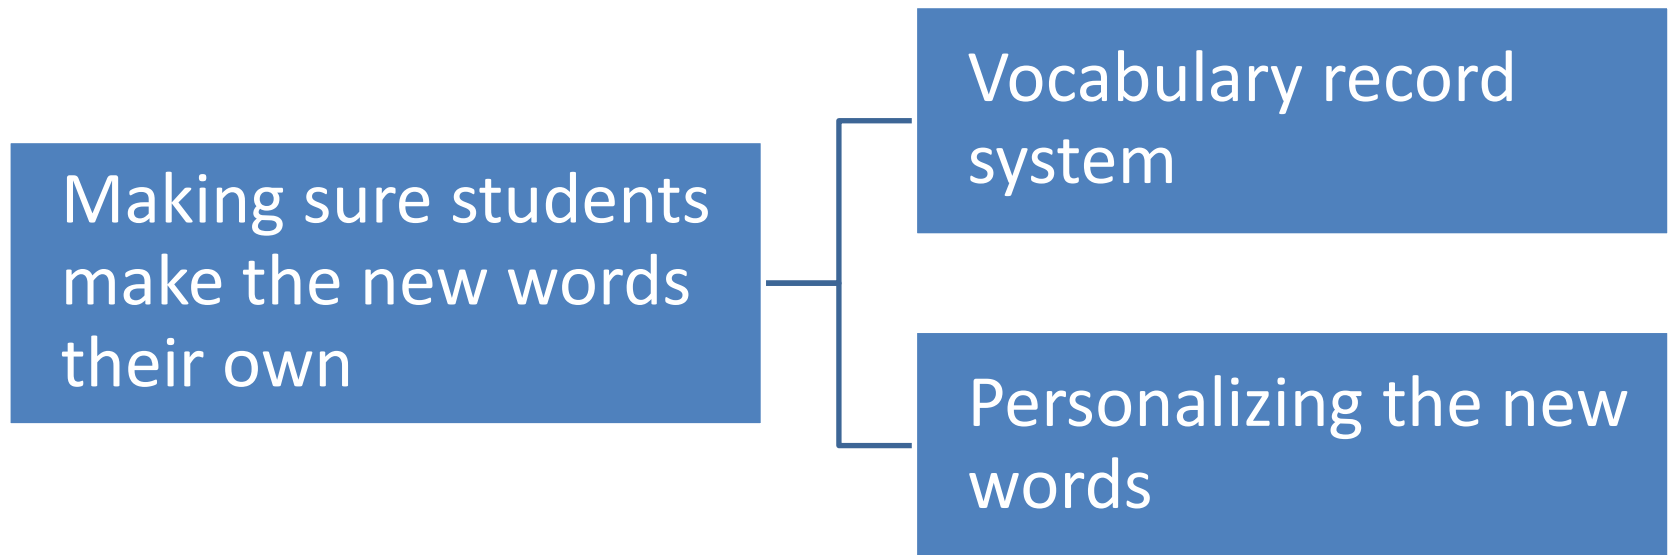 Making sure students
make the new words
their own
Vocabulary record
system
Personalizing the new
words